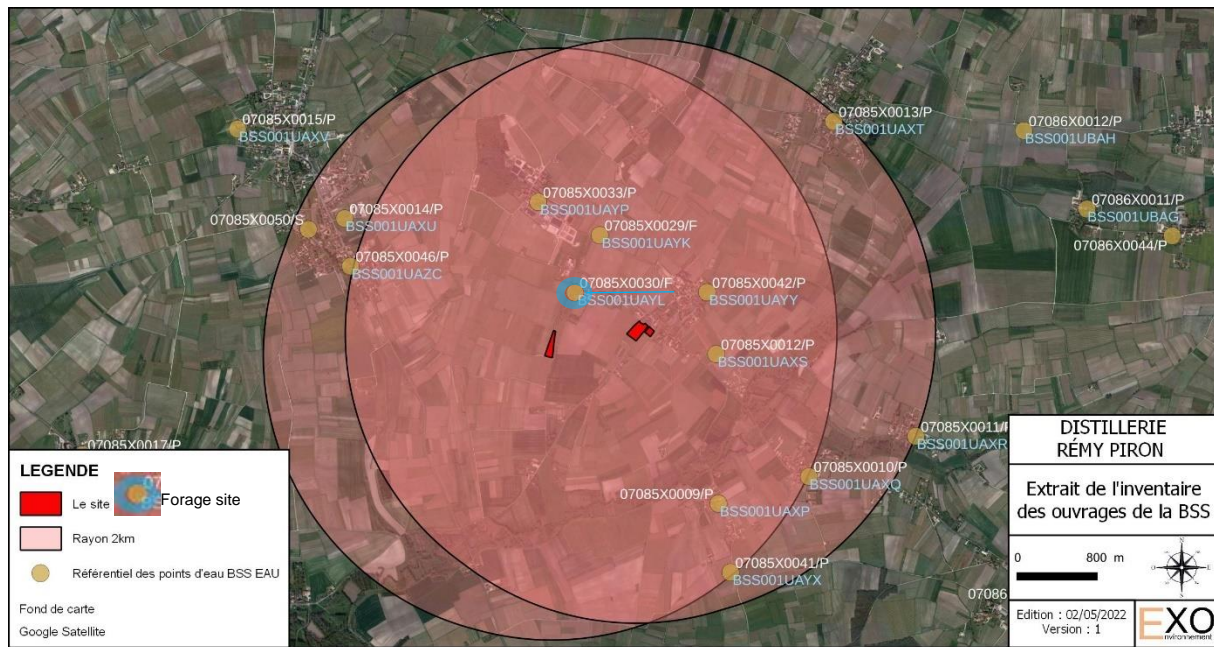 07085X0015/P
BSS001UAXV
07085X0013/P
BSS001UAXT
07086X0012/P
BSS001UBAH
07085X0033/P
BSS001UAYP
07086X0011/P
BSS001UBAG
07085X0014/P
BSS001UAXU
07085X0050/S
07085X0029/F
BSS001UAYK
07086X0044/P
07085X0046/P
BSS001UAZC
07085X0030/F
BSS001UAYL
07085X0042/P
BSS001UAYY
07085X0012/P
BSS001UAXS
07085X0017/P
07085X0011/P
BSS001UAXR
07085X0010/P
BSS001UAXQ
07085X0009/P
BSS001UAXP
07085X0041/P
BSS001UAYX
07086
LEGENDE
Le site
Forage site
Rayon 2km
Référentiel des points d'eau BSS EAU
Fond de carte
Google Satellite
DISTILLERIE
RÉMY PIRON
Extrait de l'inventaire
des ouvrages de la BSS
0 800 m
Edition : 02/05/2022
Version : 1
EXO
environnement